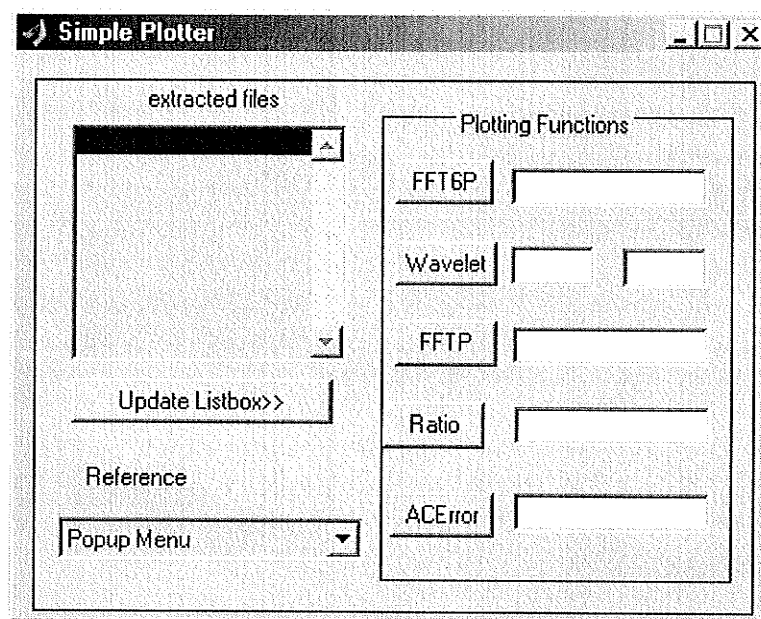 Simple Plotter
extracted files
Update Listbox>>
Reference
Popup Menu
Plotting Functions
FFT6P
Wavelet
FFTP
Ratio
ACError